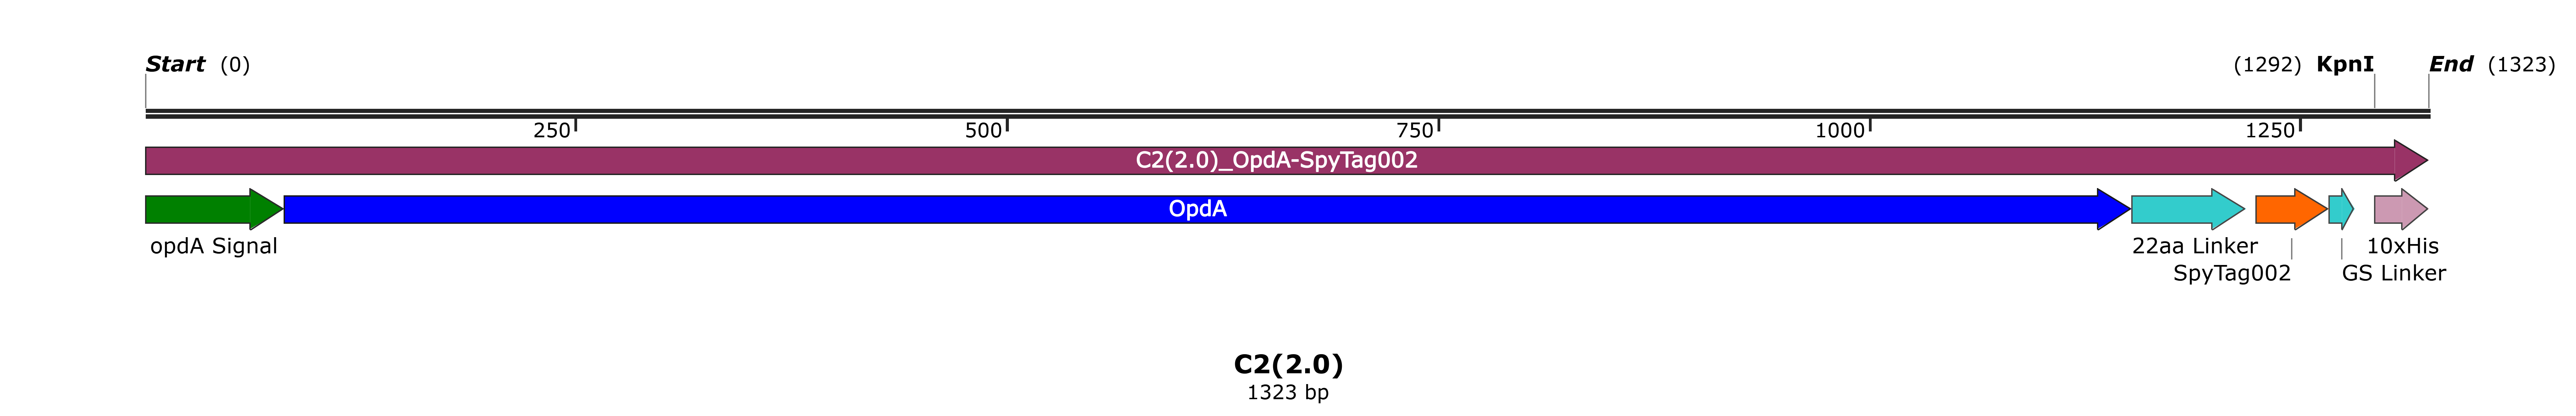 Start (0) (1292) KpnI End (1323)
250 500 750 1000 1250
C2(2.0)_OpdA-SpyTag002
OpdA
opdA Signal 22aa Linker 10xHis
SpyTag002 GS Linker
C2(2.0)
1323 bp